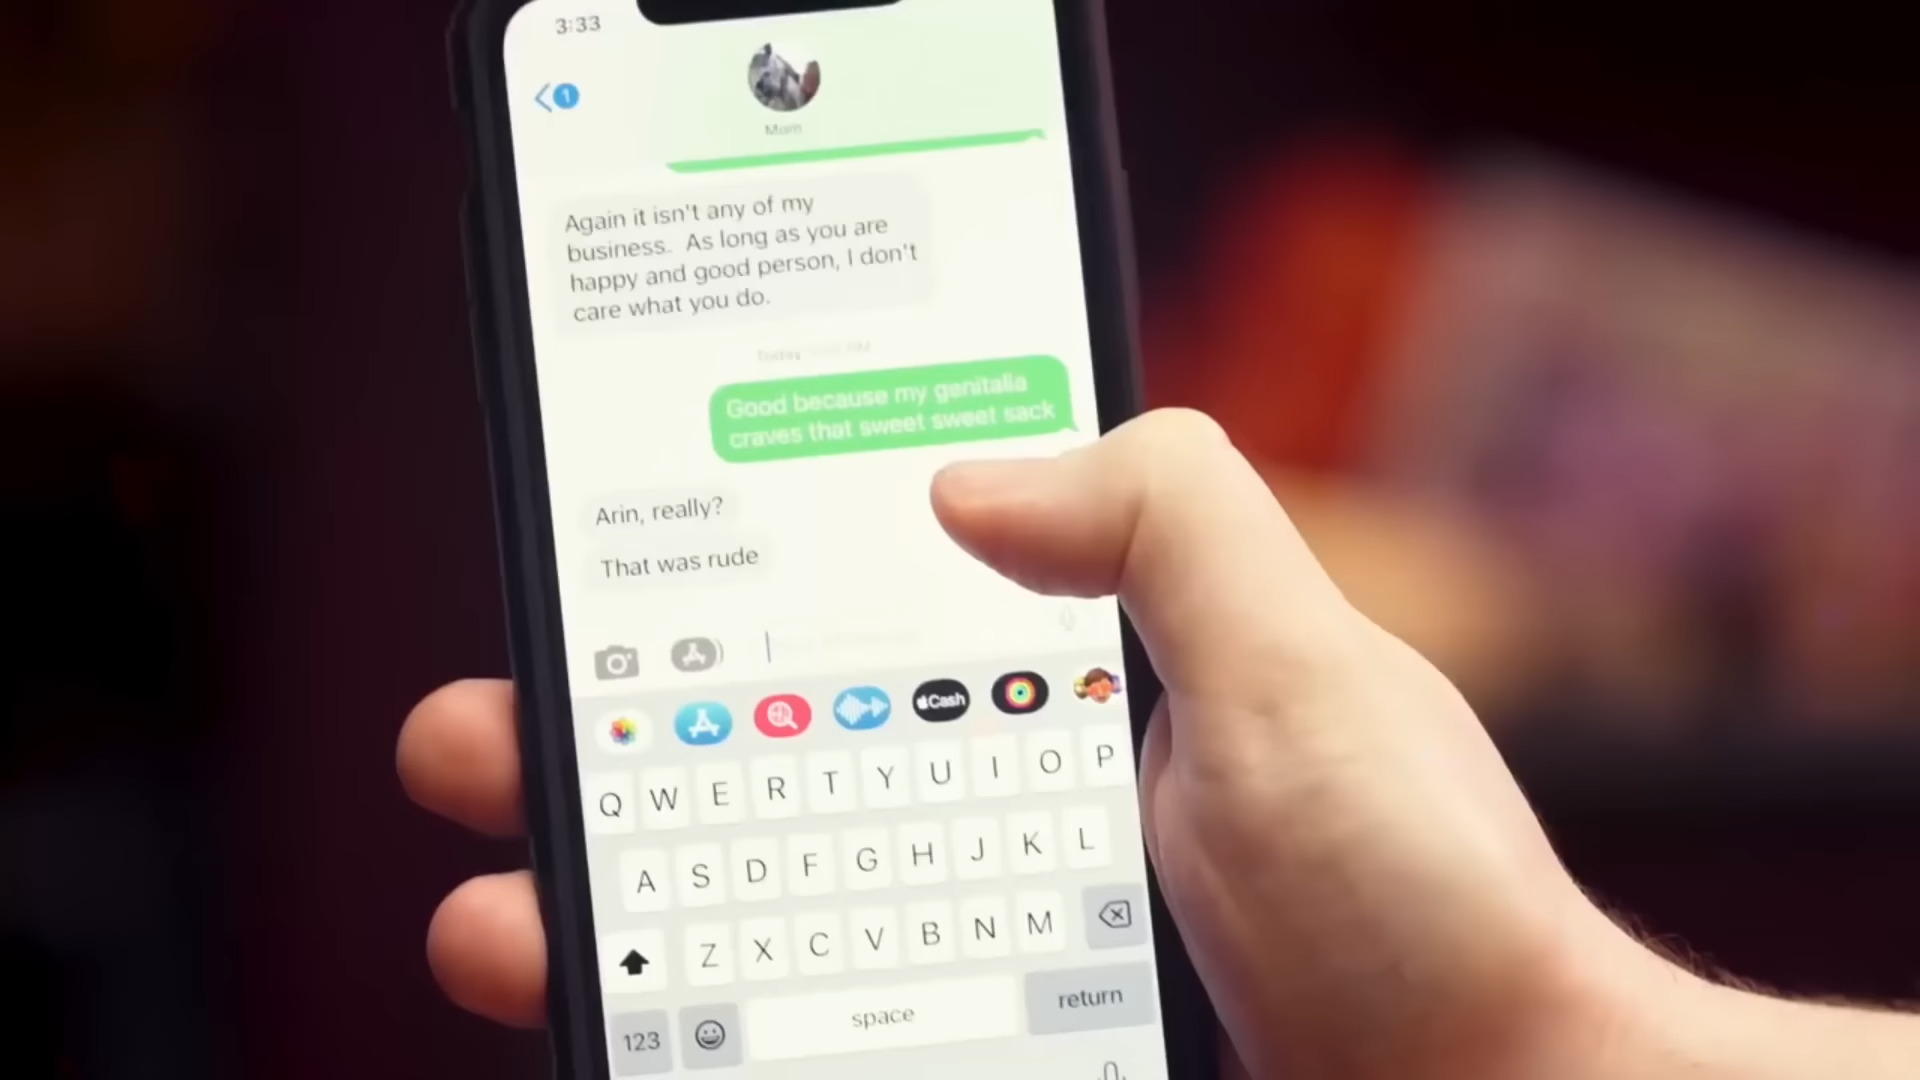 3:33
1
Mom
Again it isn't any of my
business.  As long as you are
happy and good person, I don't
care what you do.
Today
Good because my genitalia
craves that sweet sweet sack
Arin, really?
That was rude
Cash
Q W E R T Y U I O P
A S D F G H J K L
Z X C V B N M
123
space
return